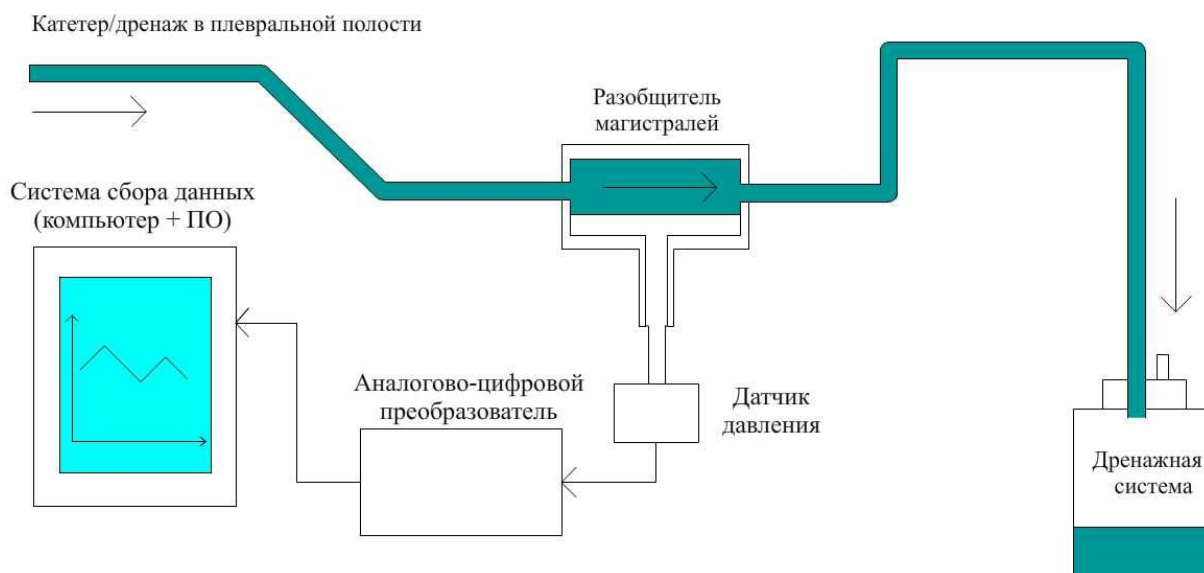 Катетер/дренаж в плевральной полости
Разобщитель
магистралей
Система сбора данных
(компьютер + ПО)
Аналогово-цифровой
преобразователь
Датчик
давления
Дренажная
система